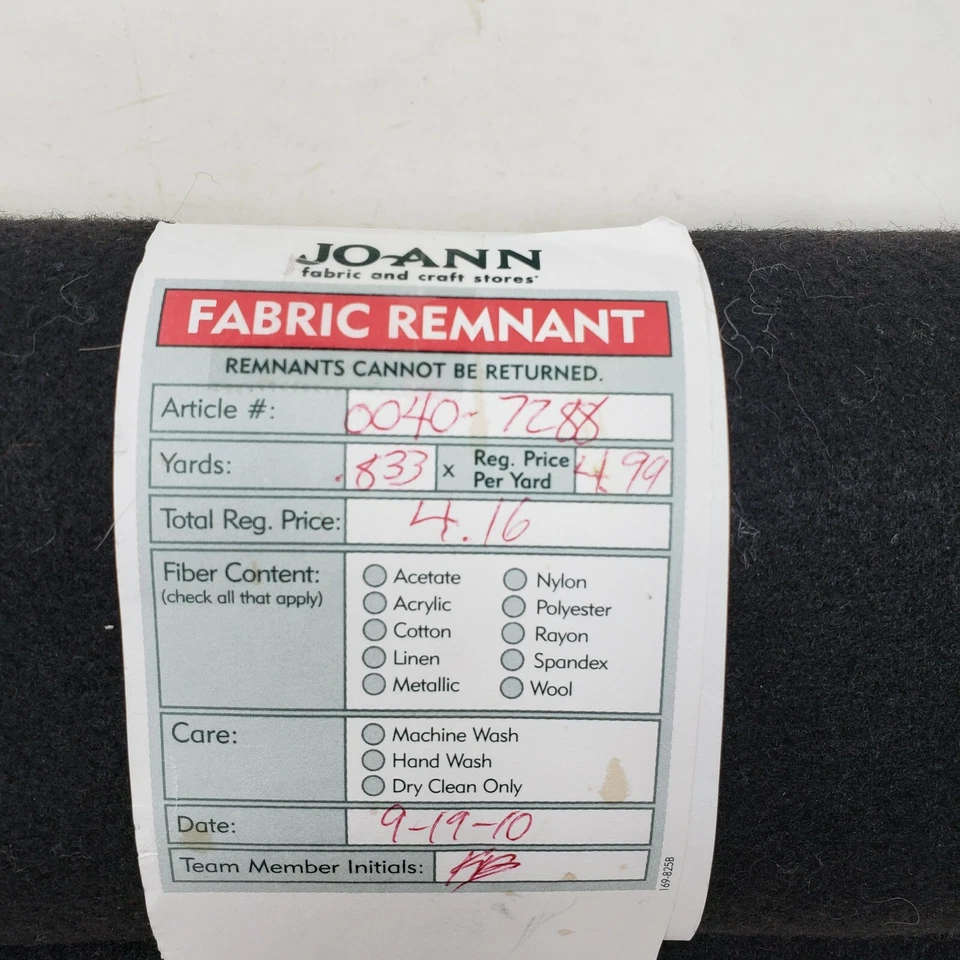 JO-ANN
fabric and craft stores
FABRIC REMNANT
REMNANTS CANNOT BE RETURNED.
Article #: 0040-7288
Yards: .833 x Reg. Price Per Yard 4.99
Total Reg. Price: 4.16
Fiber Content:
(check all that apply)
Acetate Nylon
Acrylic Polyester
Cotton Rayon
Linen Spandex
Metallic Wool
Care: Machine Wash
Hand Wash
Dry Clean Only
Date: 9-19-10
Team Member Initials:
169-825B